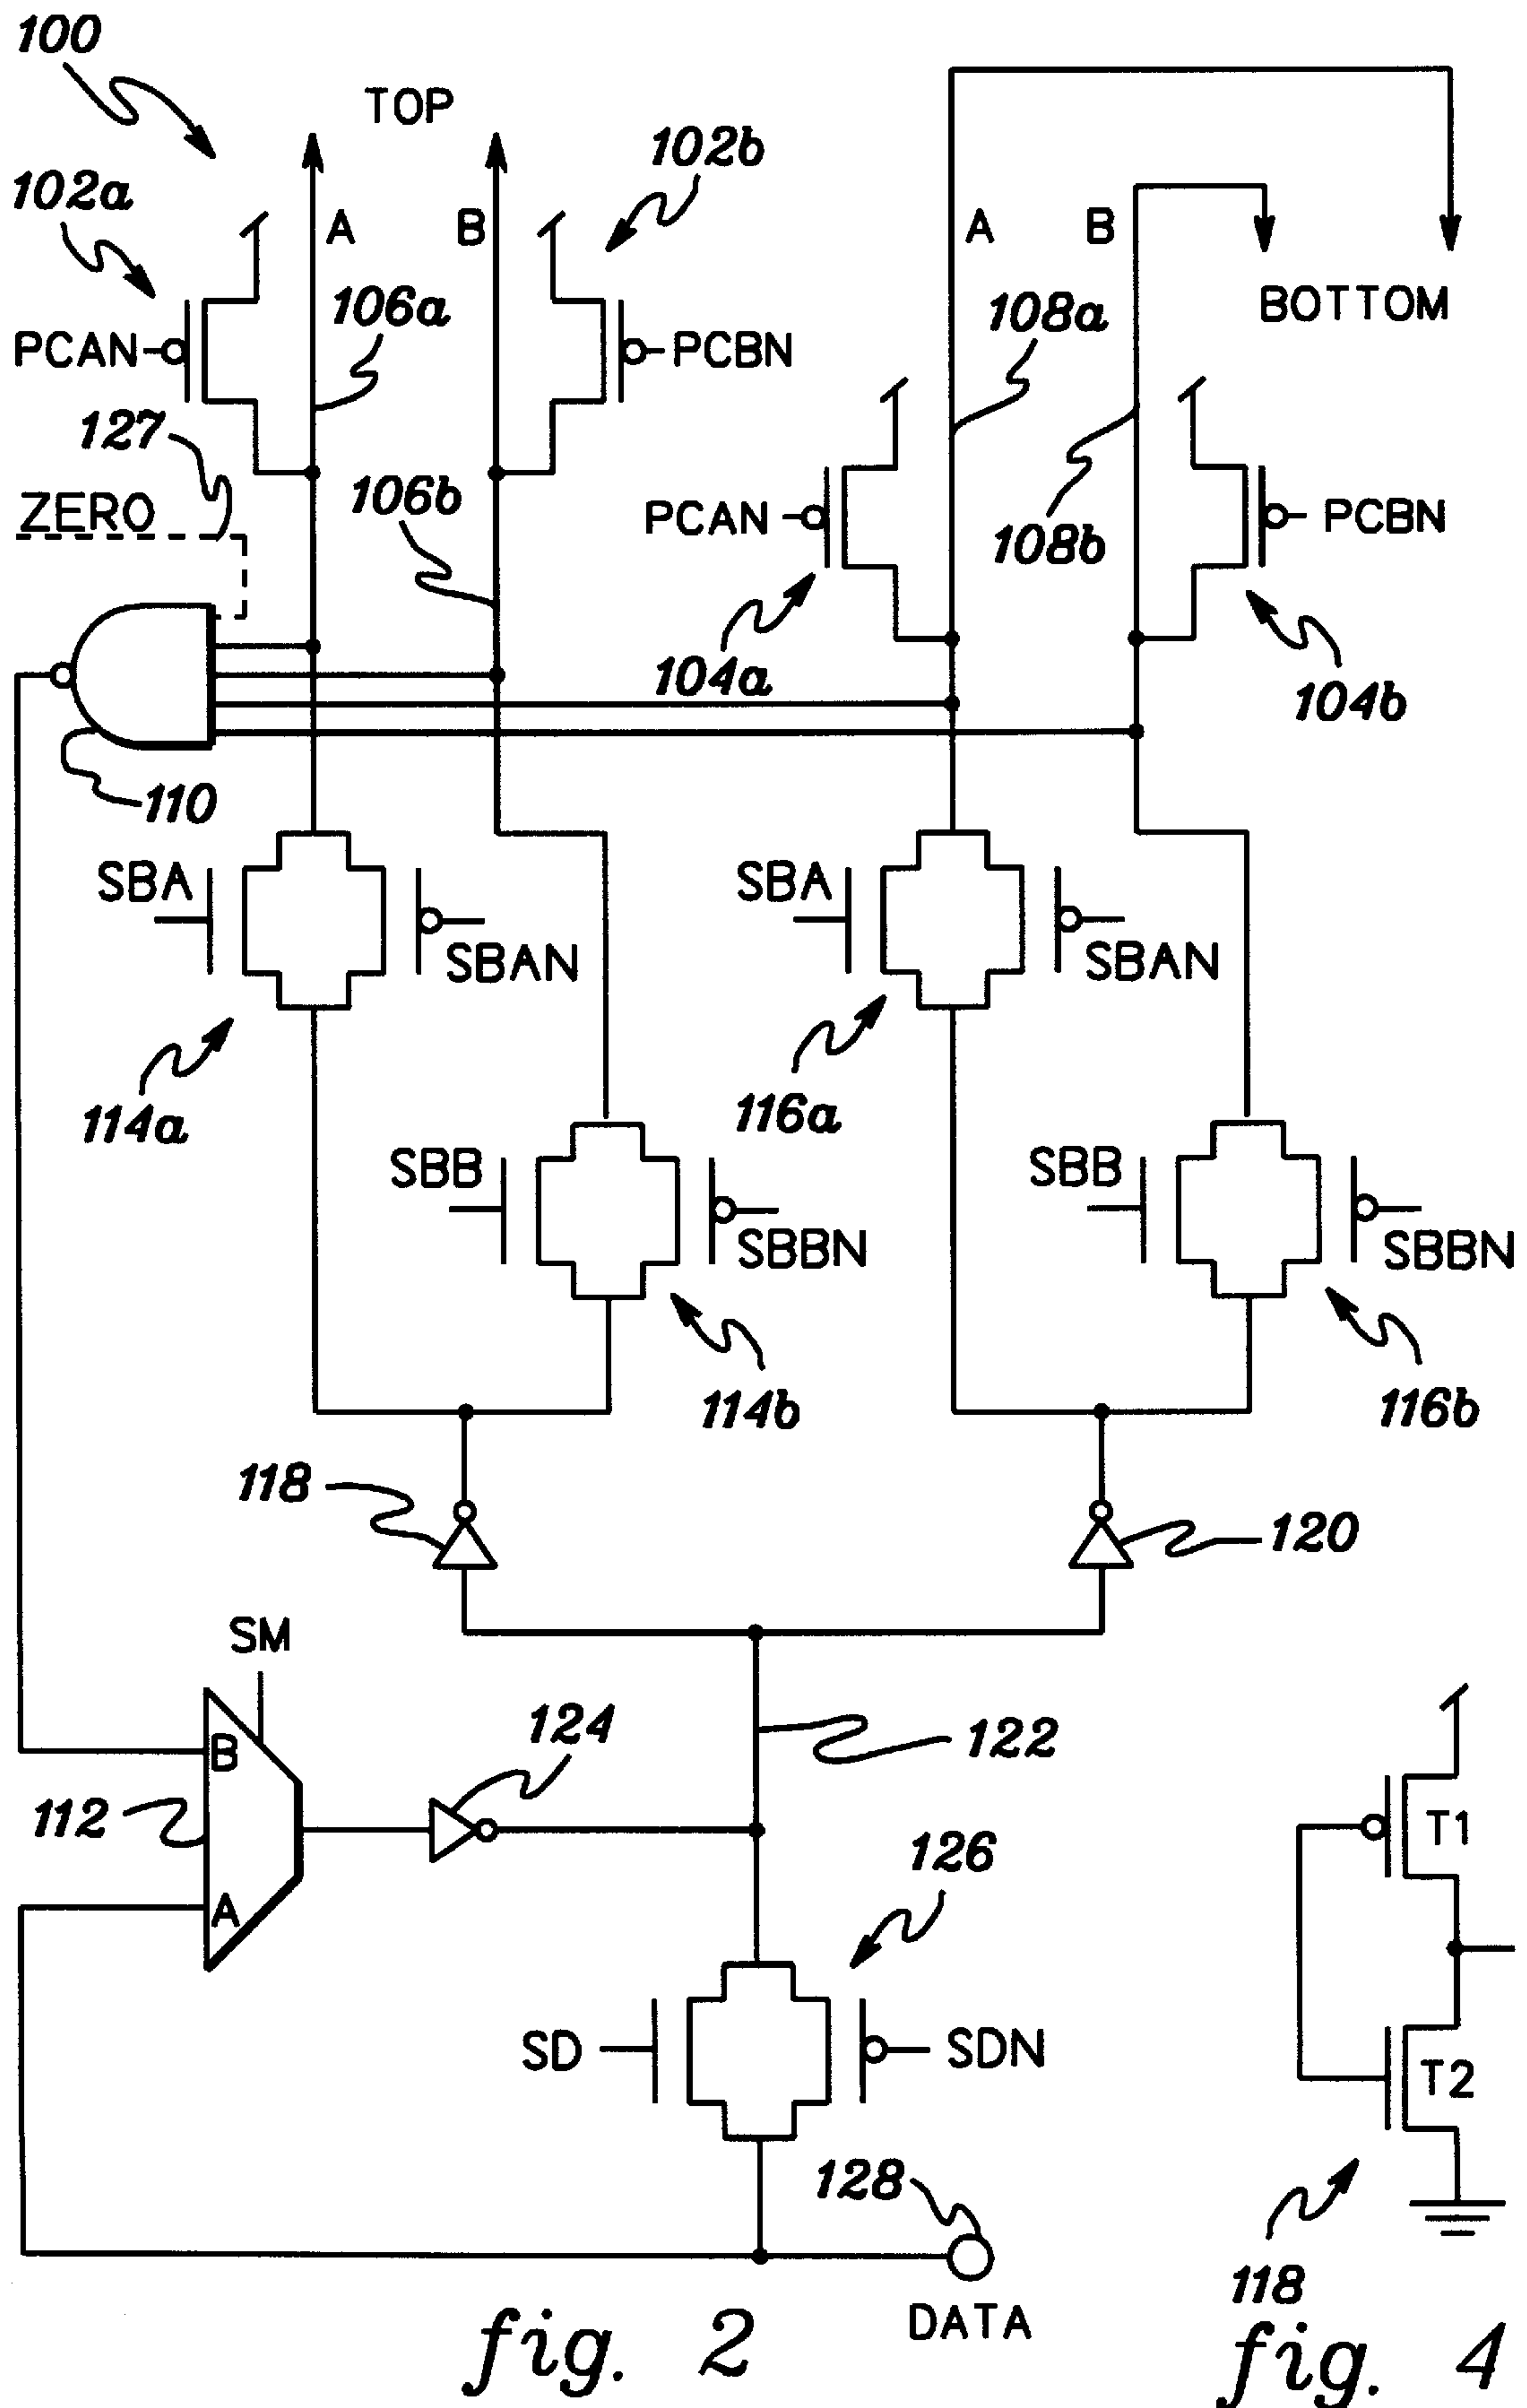 100
TOP
102a
102b
A
B
A
B
106a
108a
BOTTOM
PCAN
PCBN
127
106b
ZERO
PCAN
108b
PCBN
104a
104b
110
SBA
SBAN
SBA
SBAN
114a
116a
SBB
SBBN
SBB
SBBN
114b
116b
118
120
SM
124
122
B
112
A
126
T1
SD
SDN
T2
128
118
DATA
fig. 2
fig. 4